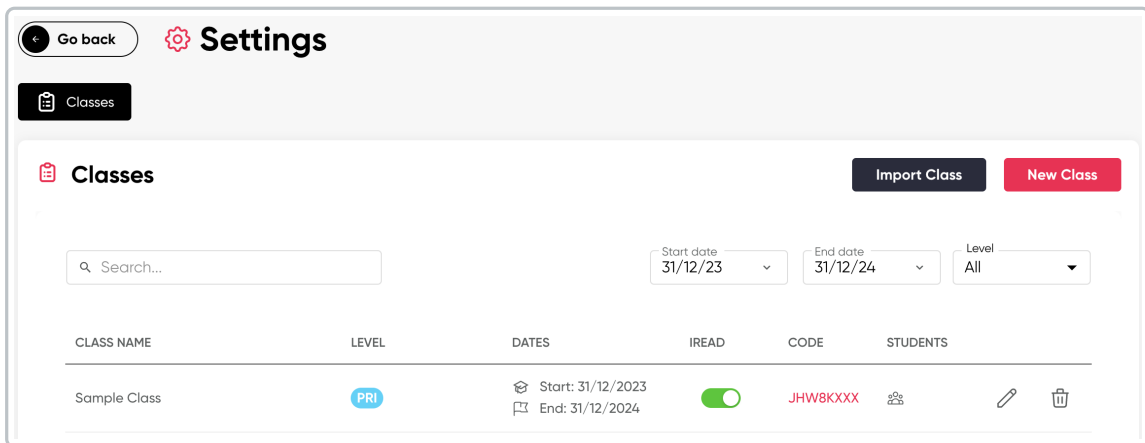 Go back
Settings
Classes
Classes
Import Class
New Class
Search...
Start date
31/12/23
End date
31/12/24
Level
All
CLASS NAME LEVEL DATES IREAD CODE STUDENTS
Sample Class PRI Start: 31/12/2023 JHW8KXXX
End: 31/12/2024